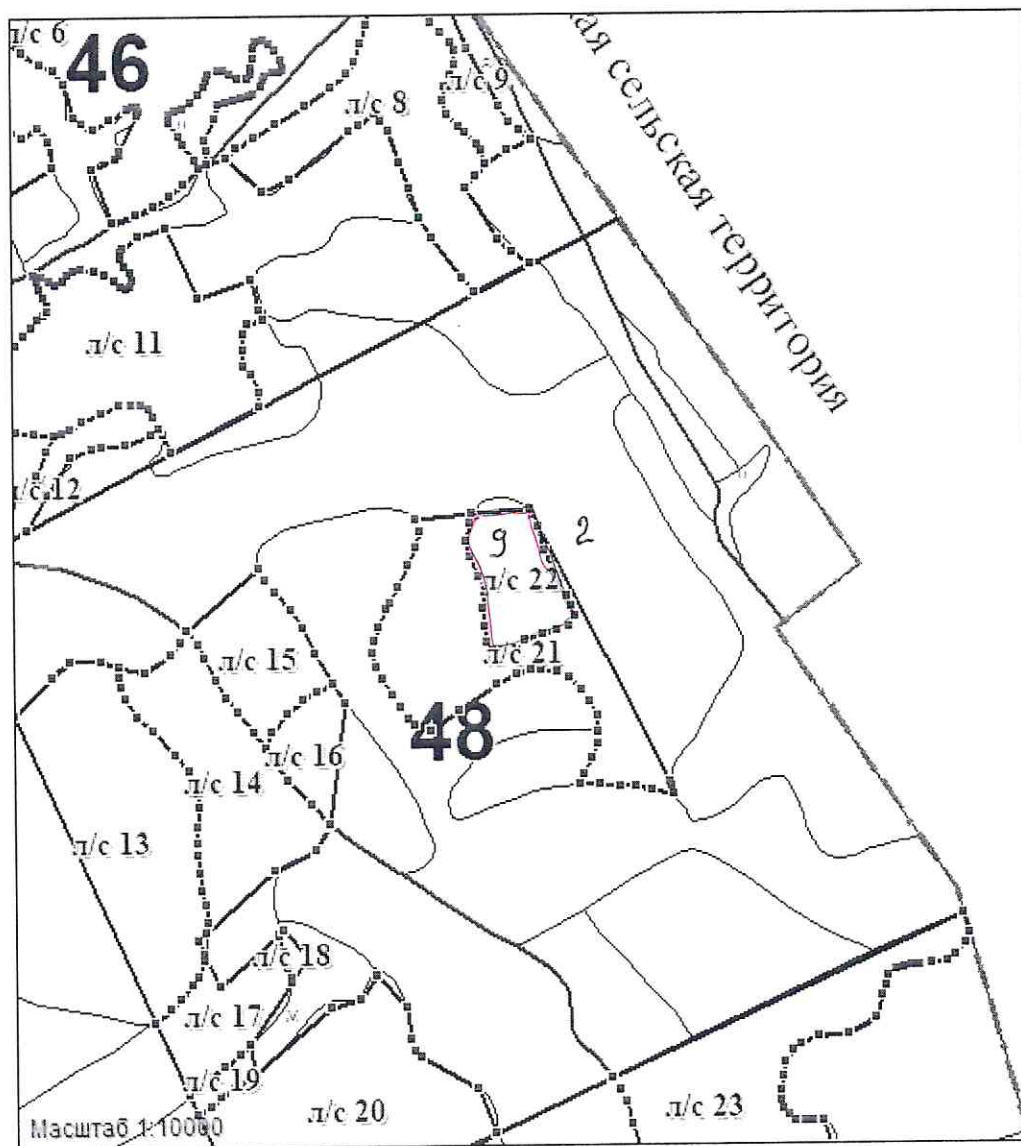 л/с 6
46
л/с 8
л/с 9
кая сельская территория
л/с 11
л/с 12
9
2
л/с 22
л/с 21
л/с 15
48
л/с 16
л/с 14
л/с 13
л/с 18
л/с 17
л/с 19
л/с 20
л/с 23
Масштаб 1:10000